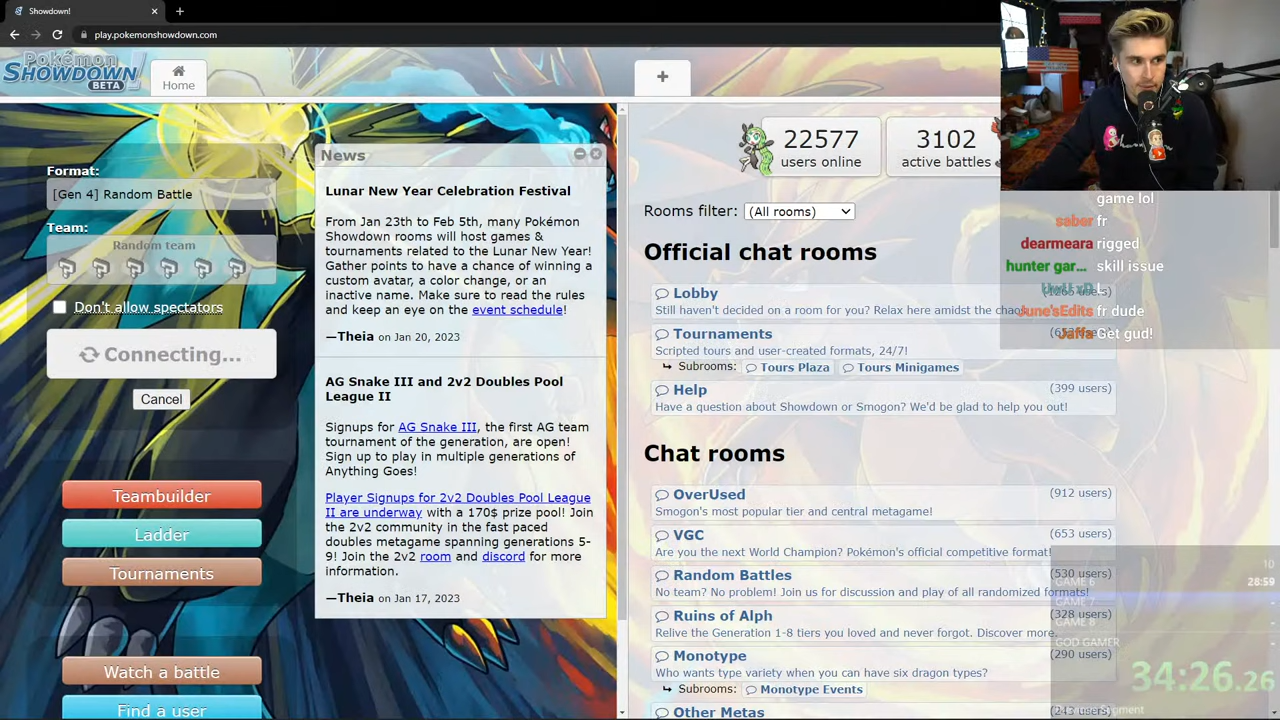 Showdown!
play.pokemonshowdown.com
Pokémon
Showdown!
BETA
Home
Format:
[Gen 4] Random Battle
Team:
Random team
Don't allow spectators
Connecting...
Cancel
Teambuilder
Ladder
Tournaments
Watch a battle
Find a user
News
Lunar New Year Celebration Festival
From Jan 23th to Feb 5th, many Pokémon
Showdown rooms will host games &
tournaments related to the Lunar New Year!
Gather points to have a chance of winning a
custom avatar, a color change, or an
inactive name. Make sure to read the rules
and keep an eye on the event schedule!
—Theia on Jan 20, 2023
AG Snake III and 2v2 Doubles Pool
League II
Signups for AG Snake III, the first AG team
tournament of the generation, are open!
Sign up to play in multiple generations of
Anything Goes!
Player Signups for 2v2 Doubles Pool League
II are underway with a 170$ prize pool! Join
the 2v2 community in the fast paced
doubles metagame spanning generations 5-
9! Join the 2v2 room and discord for more
information.
—Theia on Jan 17, 2023
22577
users online
3102
active battles
Rooms filter: (All rooms)
Official chat rooms
Lobby
Still haven't decided on a room for you? Relax here amidst the chaos
Tournaments
Scripted tours and user-created formats, 24/7!
Subrooms: Tours Plaza Tours Minigames
Help (399 users)
Have a question about Showdown or Smogon? We'd be glad to help you out!
Chat rooms
OverUsed (912 users)
Smogon's most popular tier and central metagame!
VGC (653 users)
Are you the next World Champion? Pokémon's official competitive format!
Random Battles (530 users)
No team? No problem! Join us for discussion and play of all randomized formats!
Ruins of Alph (328 users)
Relive the Generation 1-8 tiers you loved and never forgot. Discover more.
Monotype (290 users)
Who wants type variety when you can have six dragon types?
Subrooms: Monotype Events
Other Metas
game lol
saber fr
dearmeara rigged
hunter gar... skill issue
June'sEdits fr dude
Jaffa Get gud!
10
GAME 6 28:59
GAME 7 -
GAME 8 -
GOD GAMER -
34:26.26